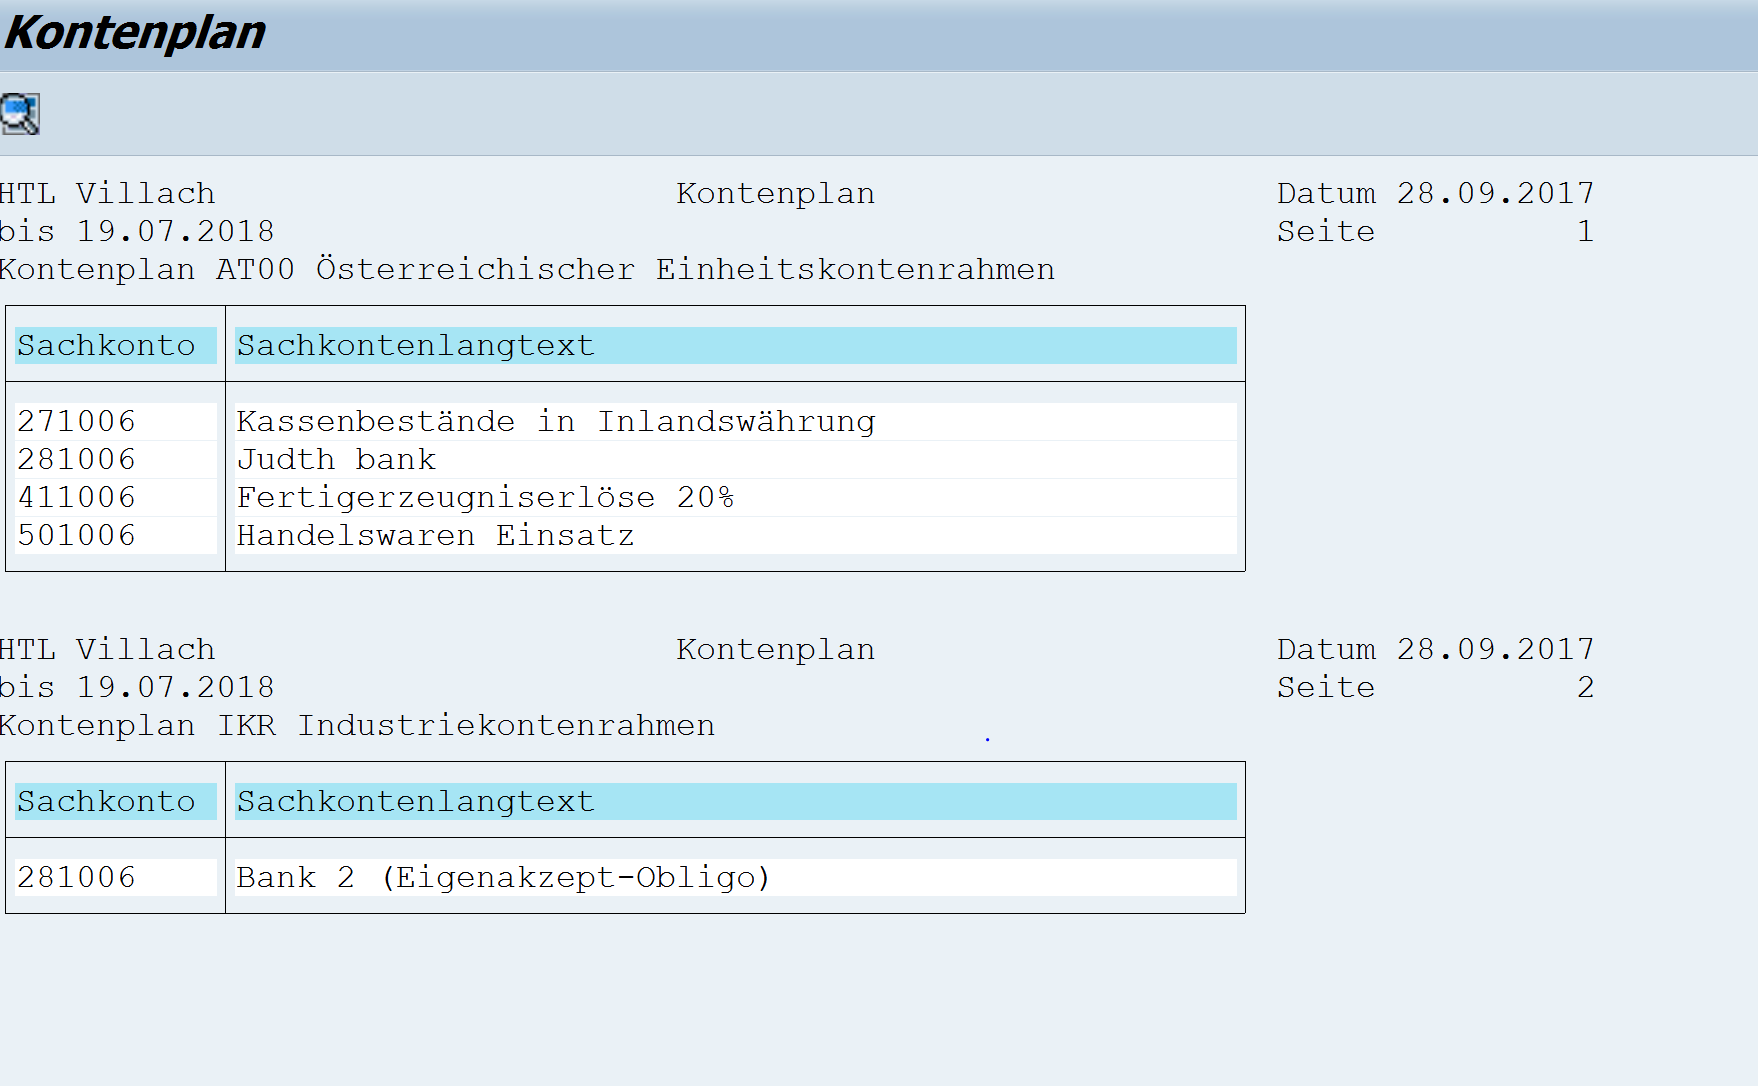 Kontenplan
HTL Villach Kontenplan Datum 28.09.2017
bis 19.07.2018 Seite 1
Kontenplan AT00 Österreichischer Einheitskontenrahmen
Sachkonto Sachkontenlangtext
271006 Kassenbestände in Inlandswährung
281006 Judth bank
411006 Fertigerzeugniserlöse 20%
501006 Handelswaren Einsatz
HTL Villach Kontenplan Datum 28.09.2017
bis 19.07.2018 Seite 2
Kontenplan IKR Industriekontenrahmen
Sachkonto Sachkontenlangtext
281006 Bank 2 (Eigenakzept-Obligo)